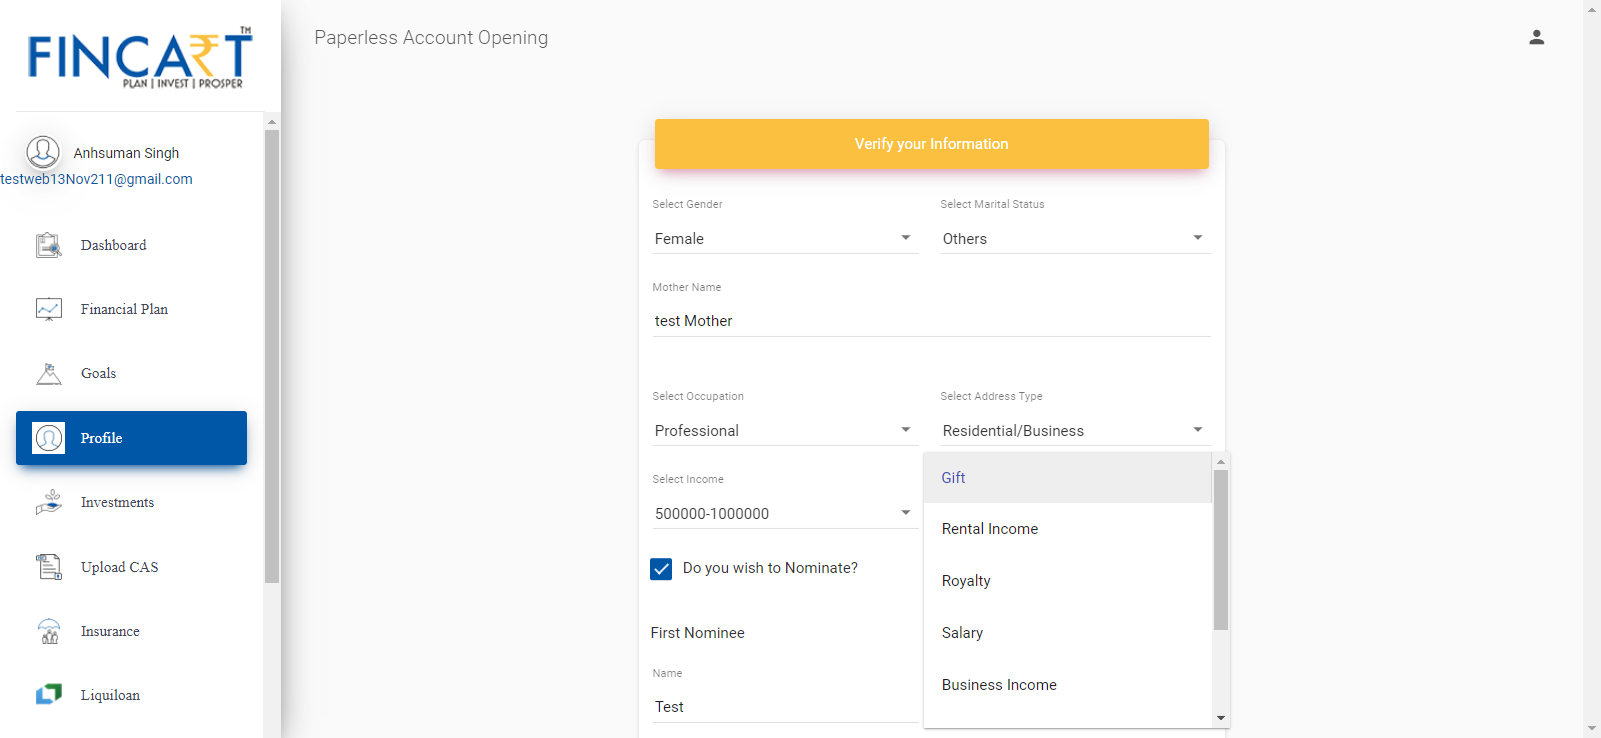 FINCART™
PLAN | INVEST | PROSPER
Anhsuman Singh
testweb13Nov211@gmail.com
Dashboard
Financial Plan
Goals
Profile
Investments
Upload CAS
Insurance
Liquiloan
Paperless Account Opening
Verify your Information
Select Gender
Female
Select Marital Status
Others
Mother Name
test Mother
Select Occupation
Professional
Select Address Type
Residential/Business
Select Income
500000-1000000
Gift
Rental Income
Royalty
Salary
Business Income
Do you wish to Nominate?
First Nominee
Name
Test